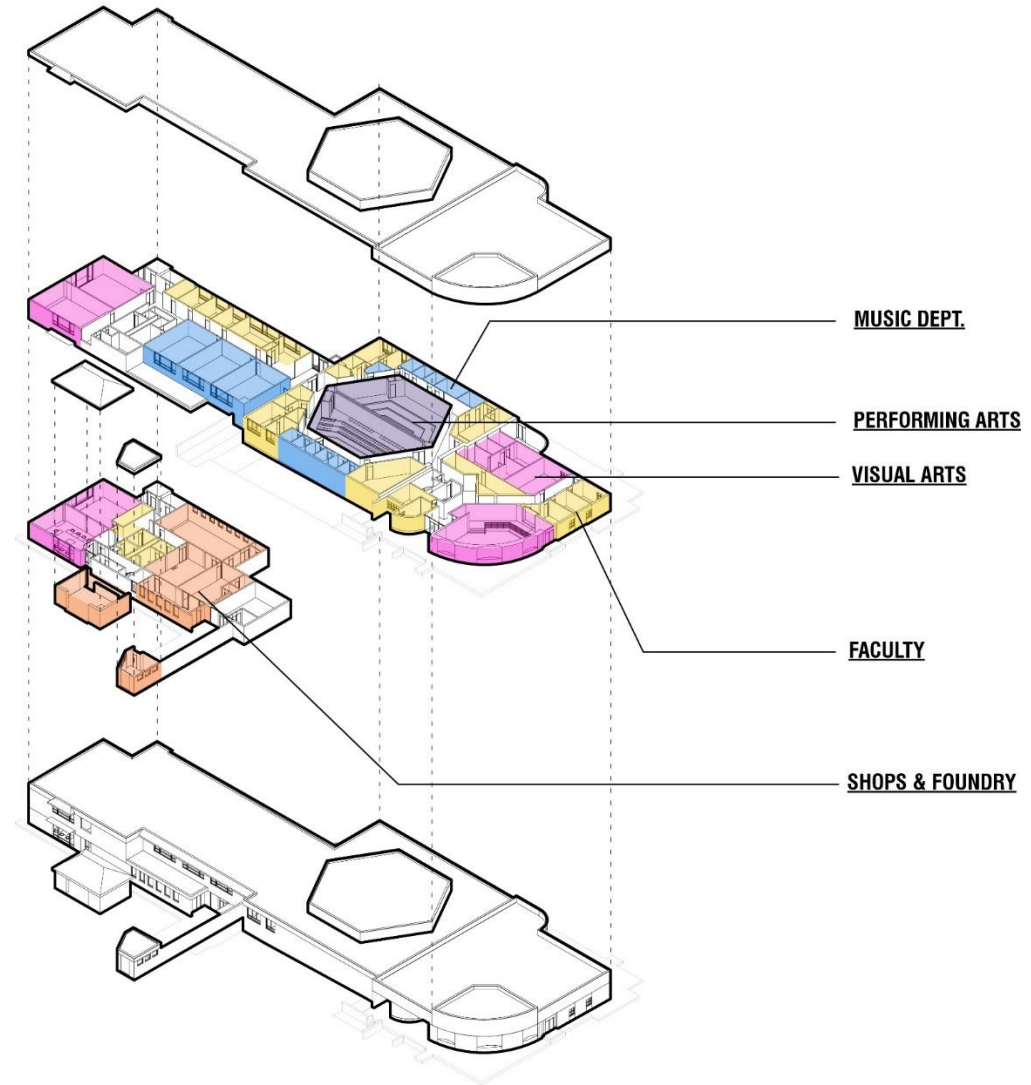 MUSIC DEPT.
PERFORMING ARTS
VISUAL ARTS
FACULTY
SHOPS & FOUNDRY